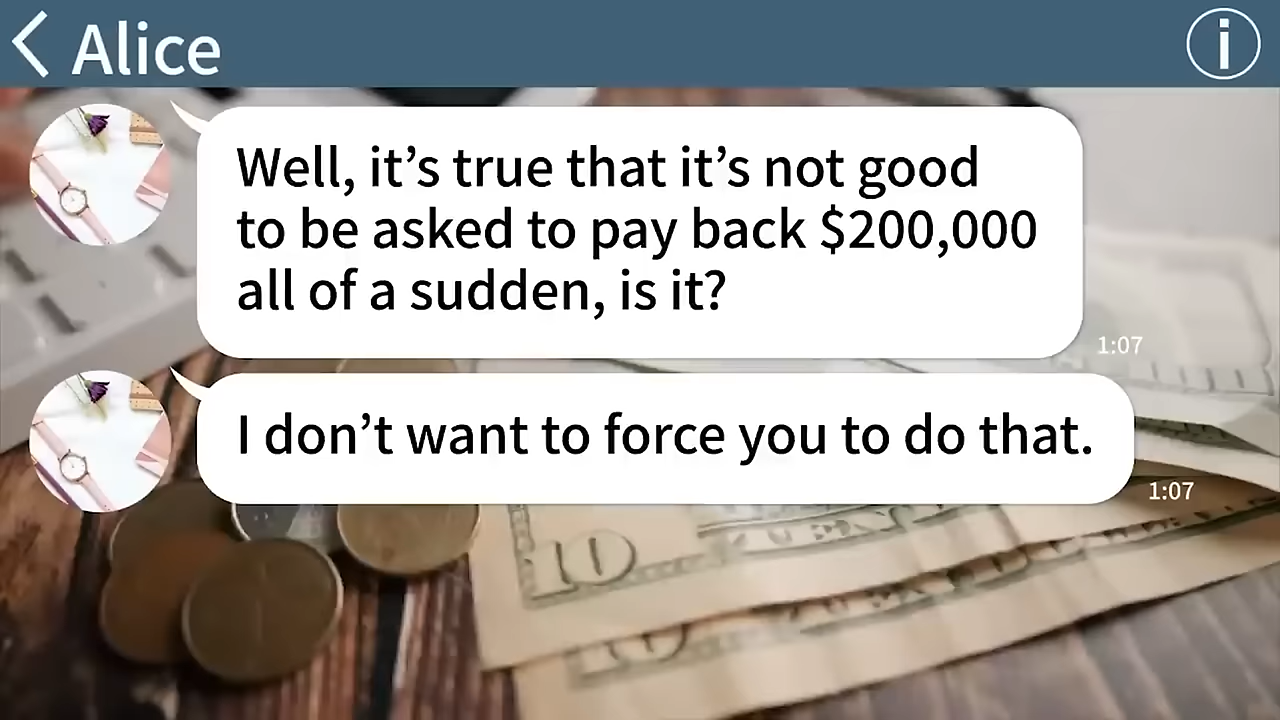 Alice
Well, it’s true that it’s not good
to be asked to pay back $200,000
all of a sudden, is it?
1:07
I don’t want to force you to do that.
1:07
10